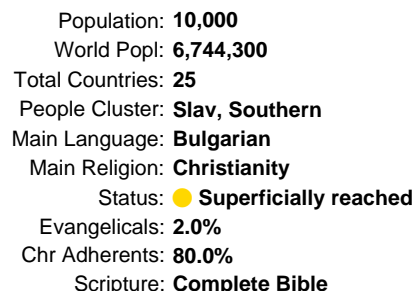 Population: 10,000
World Popl: 6,744,300
Total Countries: 25
People Cluster: Slav, Southern
Main Language: Bulgarian
Main Religion: Christianity
Status: Superficially reached
Evangelicals: 2.0%
Chr Adherents: 80.0%
Scripture: Complete Bible